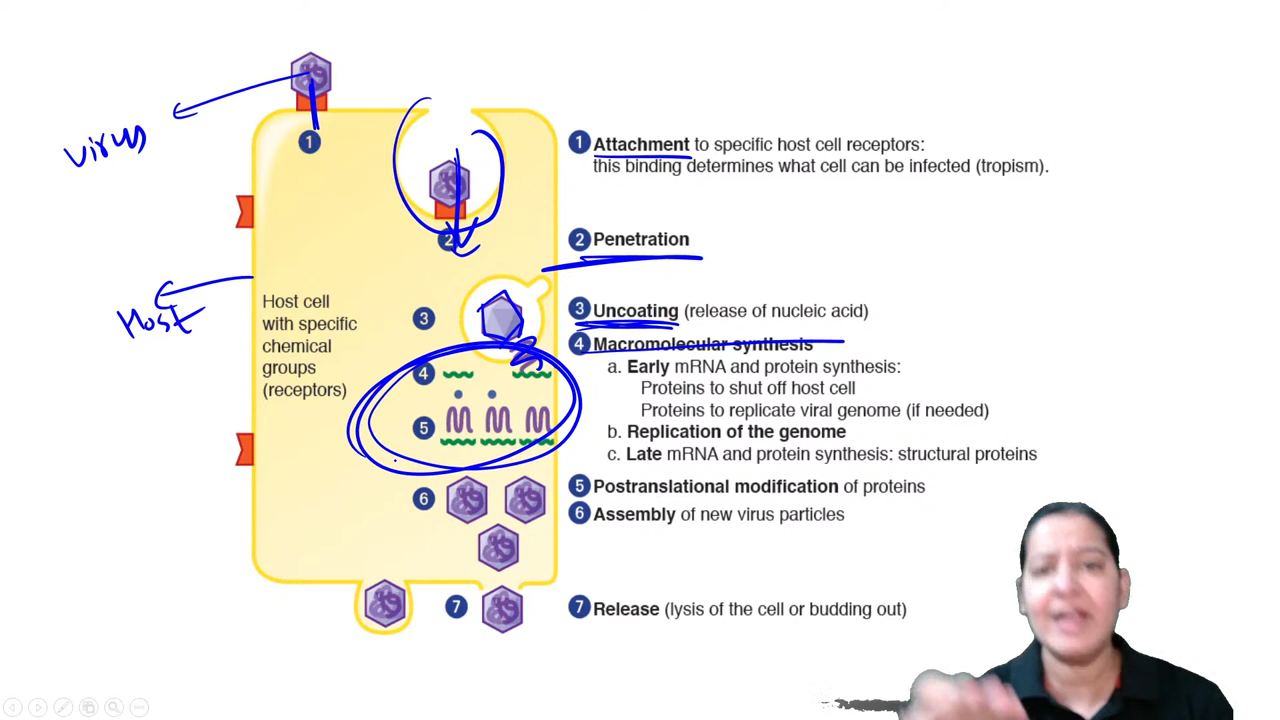 virus
1
2
Host
Host cell
with specific
chemical
groups
(receptors)
3
4
5
6
7
1 Attachment to specific host cell receptors:
this binding determines what cell can be infected (tropism).
2 Penetration
3 Uncoating (release of nucleic acid)
4 Macromolecular synthesis
a. Early mRNA and protein synthesis:
Proteins to shut off host cell
Proteins to replicate viral genome (if needed)
b. Replication of the genome
c. Late mRNA and protein synthesis: structural proteins
5 Postranslational modification of proteins
6 Assembly of new virus particles
7 Release (lysis of the cell or budding out)